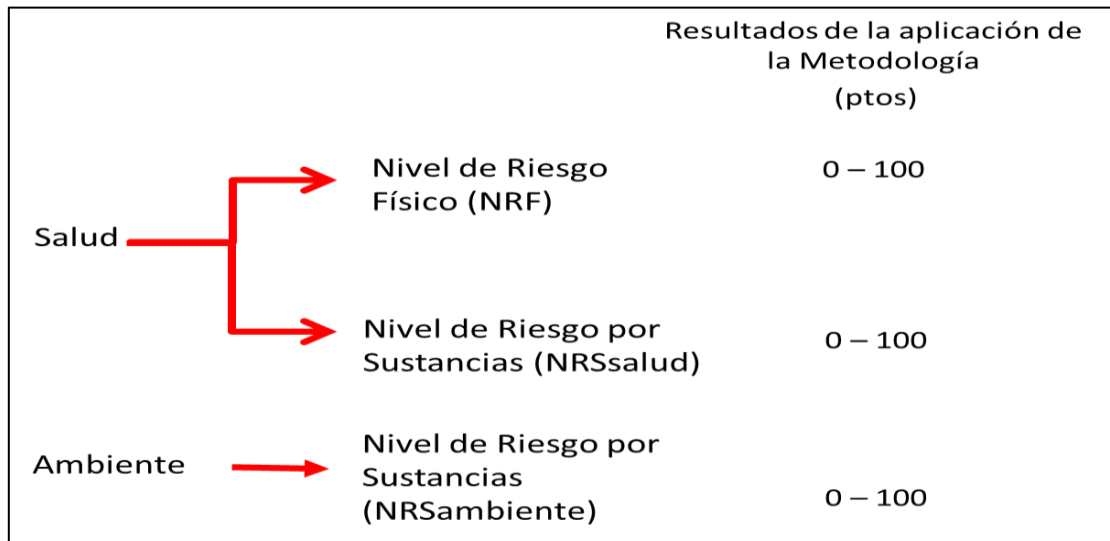 Resultados de la aplicación de
la Metodología
(ptos)
Nivel de Riesgo
Físico (NRF)
0 – 100
Salud
Nivel de Riesgo por
Sustancias (NRSsalud)
0 – 100
Ambiente
Nivel de Riesgo por
Sustancias
(NRSambiente)
0 – 100